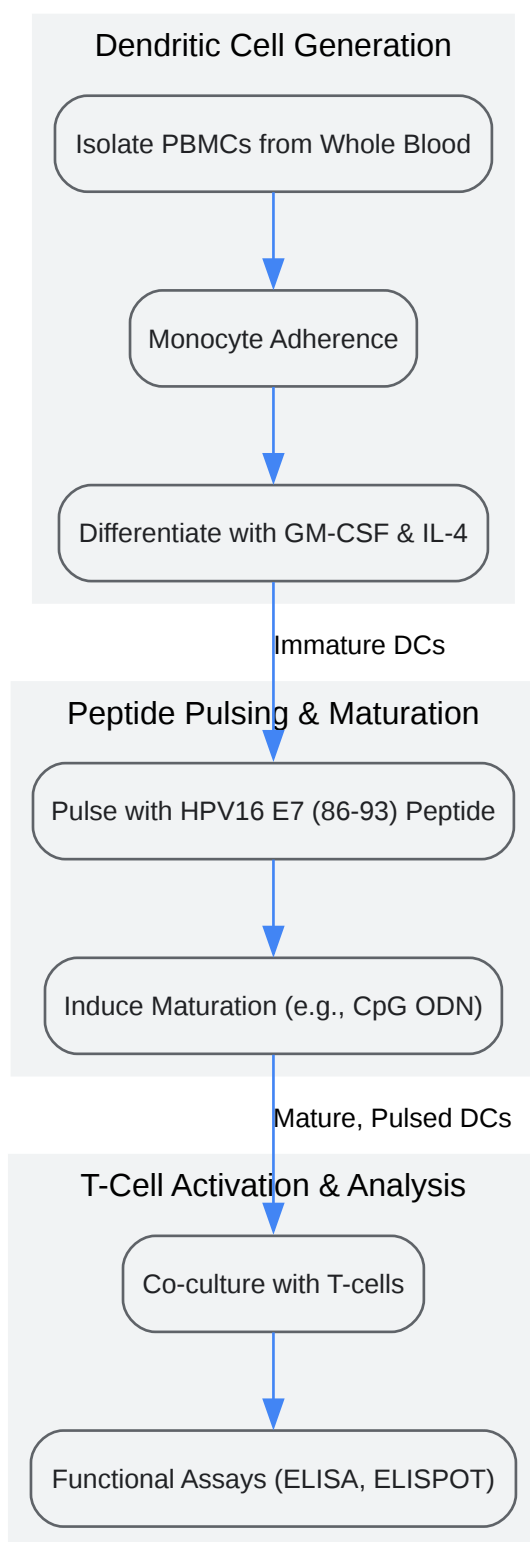 Dendritic Cell Generation
Isolate PBMCs from Whole Blood
Monocyte Adherence
Differentiate with GM-CSF & IL-4
Immature DCs
Peptide Pulsing & Maturation
Pulse with HPV16 E7 (86-93) Peptide
Induce Maturation (e.g., CpG ODN)
Mature, Pulsed DCs
T-Cell Activation & Analysis
Co-culture with T-cells
Functional Assays (ELISA, ELISPOT)